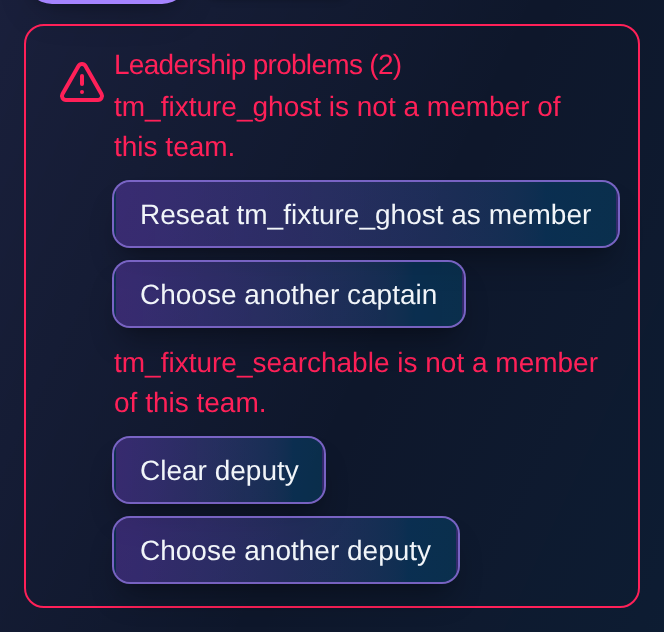 Leadership problems (2)
tm_fixture_ghost is not a member of
this team.
Reseat tm_fixture_ghost as member
Choose another captain
tm_fixture_searchable is not a member
of this team.
Clear deputy
Choose another deputy